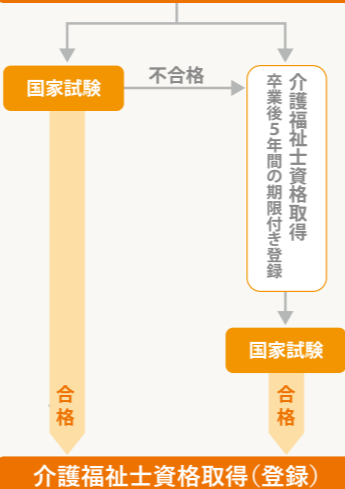 国家試験
不合格
介護福祉士資格取得
卒業後5年間の期限付き登録
国家試験
合格
合格
介護福祉士資格取得(登録)